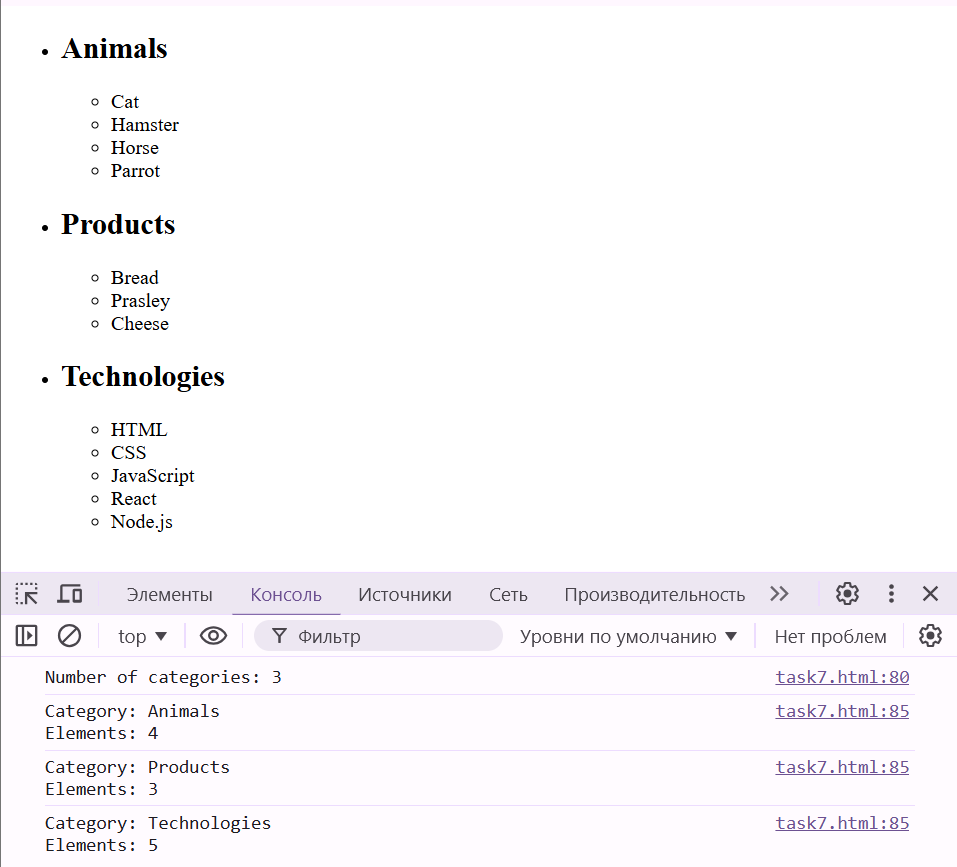 Animals
Cat
Hamster
Horse
Parrot
Products
Bread
Prasley
Cheese
Technologies
HTML
CSS
JavaScript
React
Node.js
Элементы Консоль Источники Сеть Производительность
top Фильтр Уровни по умолчанию Нет проблем
Number of categories: 3 task7.html:80
Category: Animals task7.html:85
Elements: 4
Category: Products task7.html:85
Elements: 3
Category: Technologies task7.html:85
Elements: 5